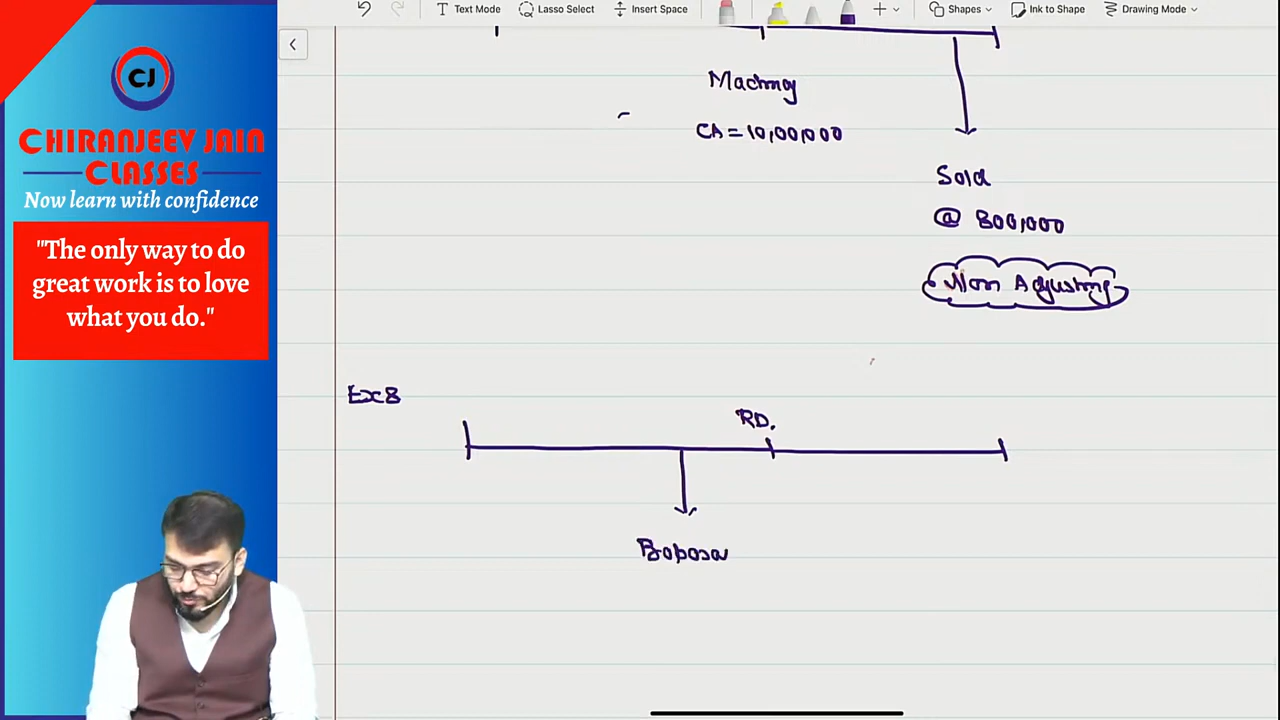 Text Mode Lasso Select Insert Space Shapes Ink to Shape Drawing Mode
CJ
CHIRANJEEV JAIN
CLASSES
Now learn with confidence
"The only way to do
great work is to love
what you do."
CA = 10,00,000
Sold
@ 800,000
Non Adjusting
Ex 8
RD.